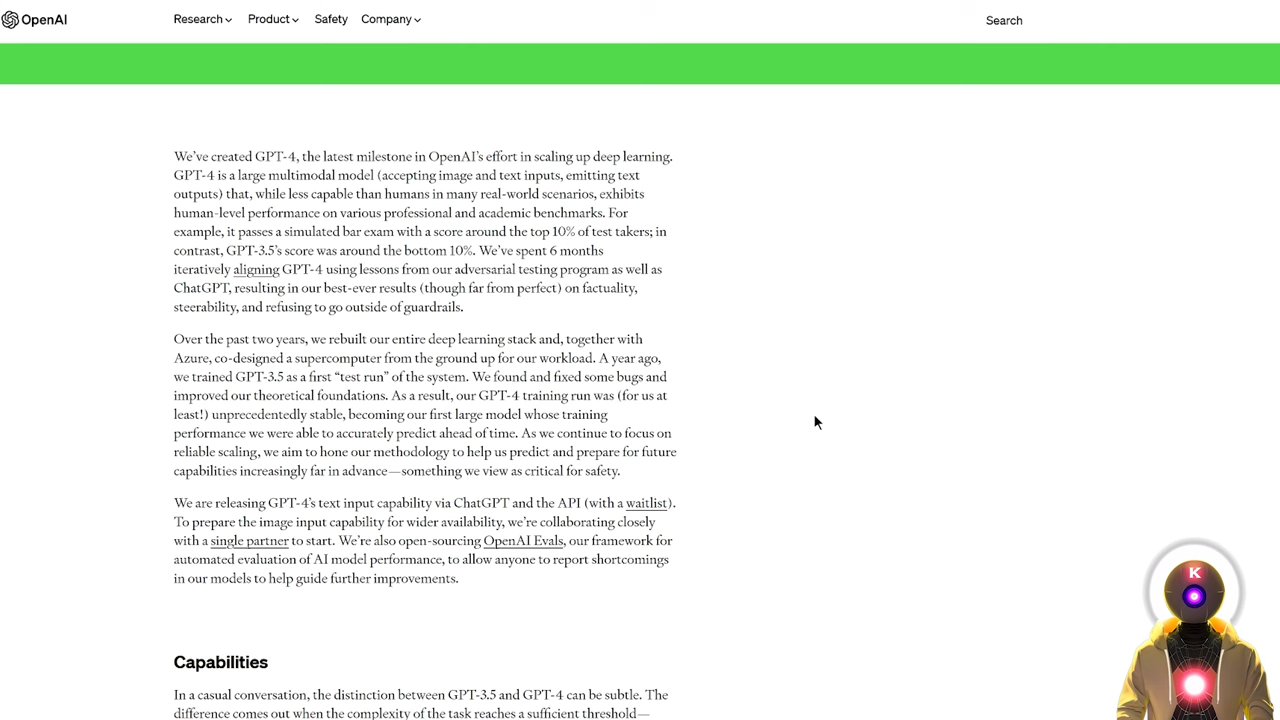 OpenAI
Research Product Safety Company Search
We've created GPT-4, the latest milestone in OpenAI's effort in scaling up deep learning.
GPT-4 is a large multimodal model (accepting image and text inputs, emitting text
outputs) that, while less capable than humans in many real-world scenarios, exhibits
human-level performance on various professional and academic benchmarks. For
example, it passes a simulated bar exam with a score around the top 10% of test takers; in
contrast, GPT-3.5's score was around the bottom 10%. We've spent 6 months
iteratively aligning GPT-4 using lessons from our adversarial testing program as well as
ChatGPT, resulting in our best-ever results (though far from perfect) on factuality,
steerability, and refusing to go outside of guardrails.
Over the past two years, we rebuilt our entire deep learning stack and, together with
Azure, co-designed a supercomputer from the ground up for our workload. A year ago,
we trained GPT-3.5 as a first “test run” of the system. We found and fixed some bugs and
improved our theoretical foundations. As a result, our GPT-4 training run was (for us at
least!) unprecedentedly stable, becoming our first large model whose training
performance we were able to accurately predict ahead of time. As we continue to focus on
reliable scaling, we aim to hone our methodology to help us predict and prepare for future
capabilities increasingly far in advance—something we view as critical for safety.
We are releasing GPT-4's text input capability via ChatGPT and the API (with a waitlist).
To prepare the image input capability for wider availability, we're collaborating closely
with a single partner to start. We're also open-sourcing OpenAI Evals, our framework for
automated evaluation of AI model performance, to allow anyone to report shortcomings
in our models to help guide further improvements.
Capabilities
In a casual conversation, the distinction between GPT-3.5 and GPT-4 can be subtle. The
difference comes out when the complexity of the task reaches a sufficient threshold—
K